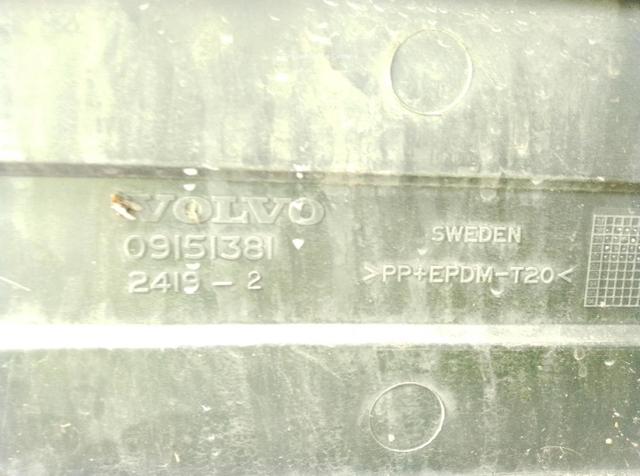 VOLVO
09151381
2419 - 2
SWEDEN
>PP+EPDM-T20<